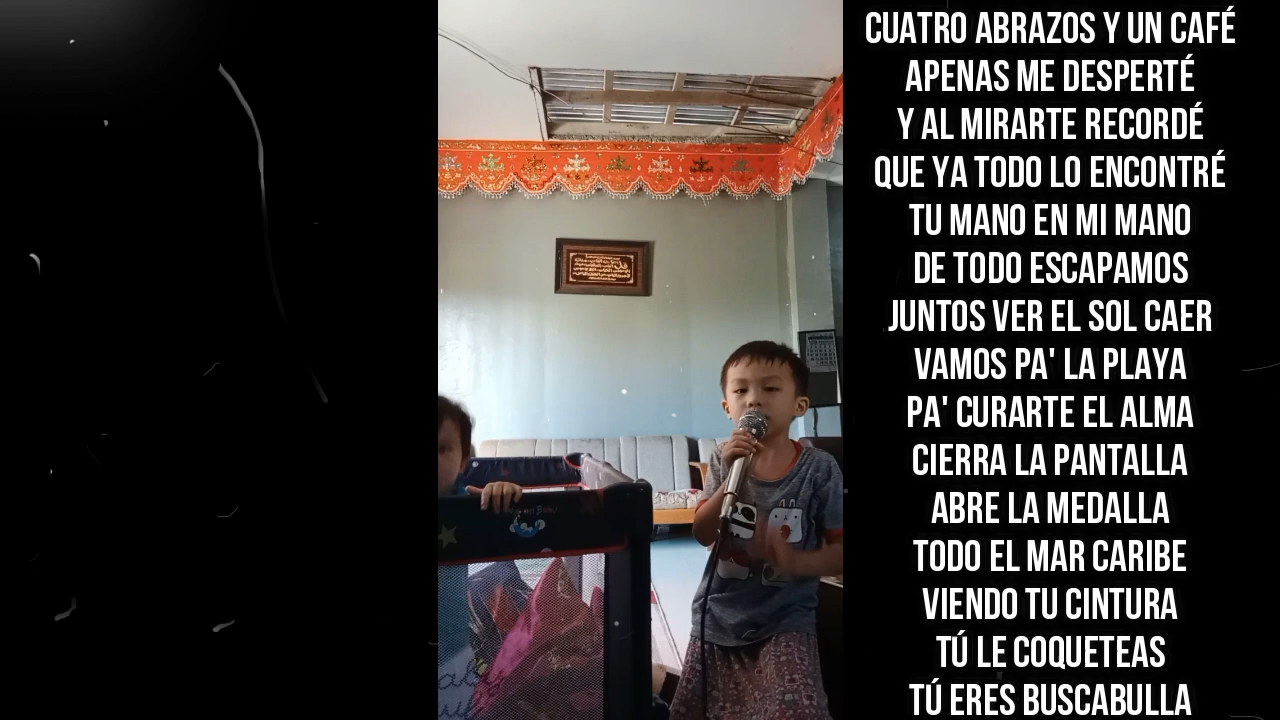 CUATRO ABRAZOS Y UN CAFÉ
APENAS ME DESPERTÉ
Y AL MIRARTE RECORDÉ
QUE YA TODO LO ENCONTRÉ
TU MANO EN MI MANO
DE TODO ESCAPAMOS
JUNTOS VER EL SOL CAER
VAMOS PA' LA PLAYA
PA' CURARTE EL ALMA
CIERRA LA PANTALLA
ABRE LA MEDALLA
TODO EL MAR CARIBE
VIENDO TU CINTURA
TÚ LE COQUETEAS
TÚ ERES BUSCABULLA